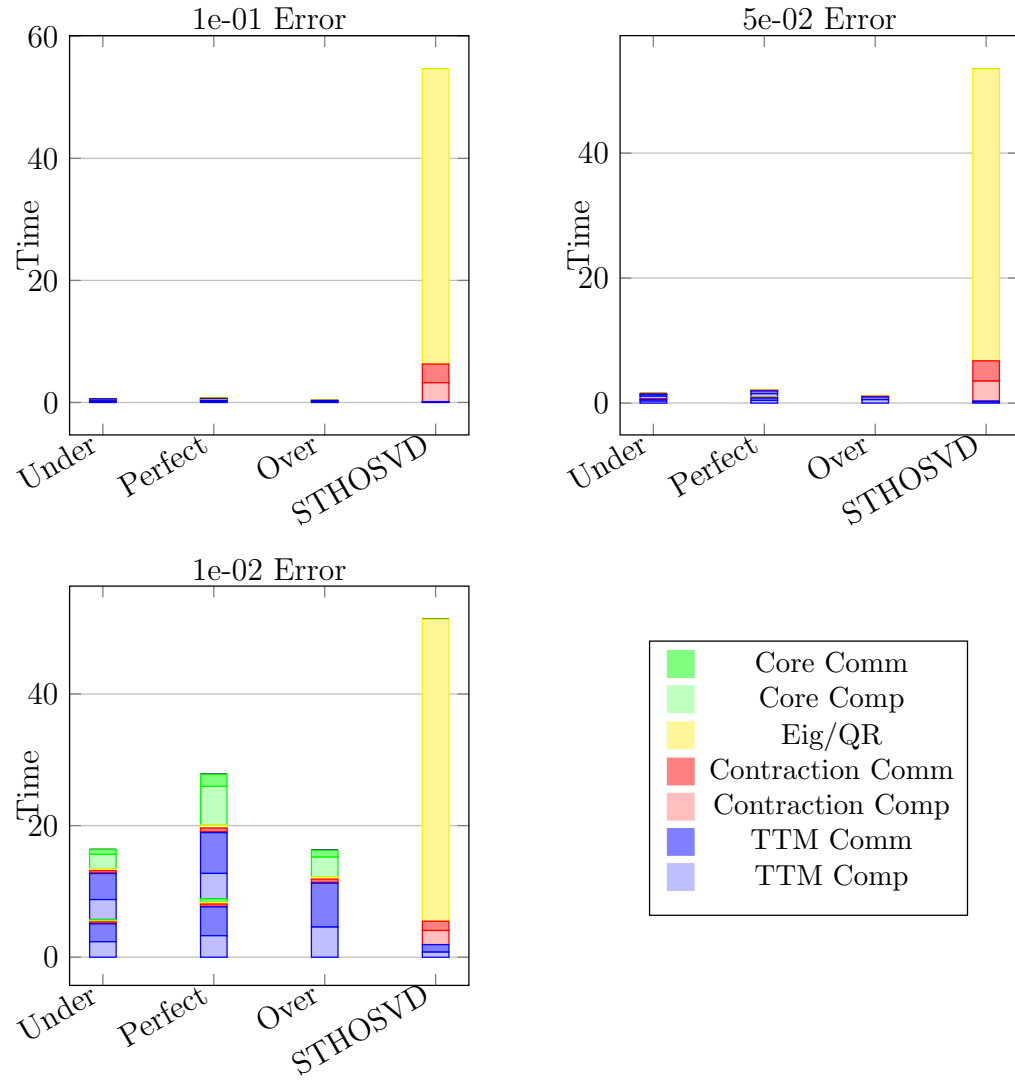 1e-01 Error
60
40
20
0
Time
Under
Perfect
Over
STHOSVD
5e-02 Error
40
20
0
Time
Under
Perfect
Over
STHOSVD
1e-02 Error
40
20
0
Time
Under
Perfect
Over
STHOSVD
Core Comm
Core Comp
Eig/QR
Contraction Comm
Contraction Comp
TTM Comm
TTM Comp